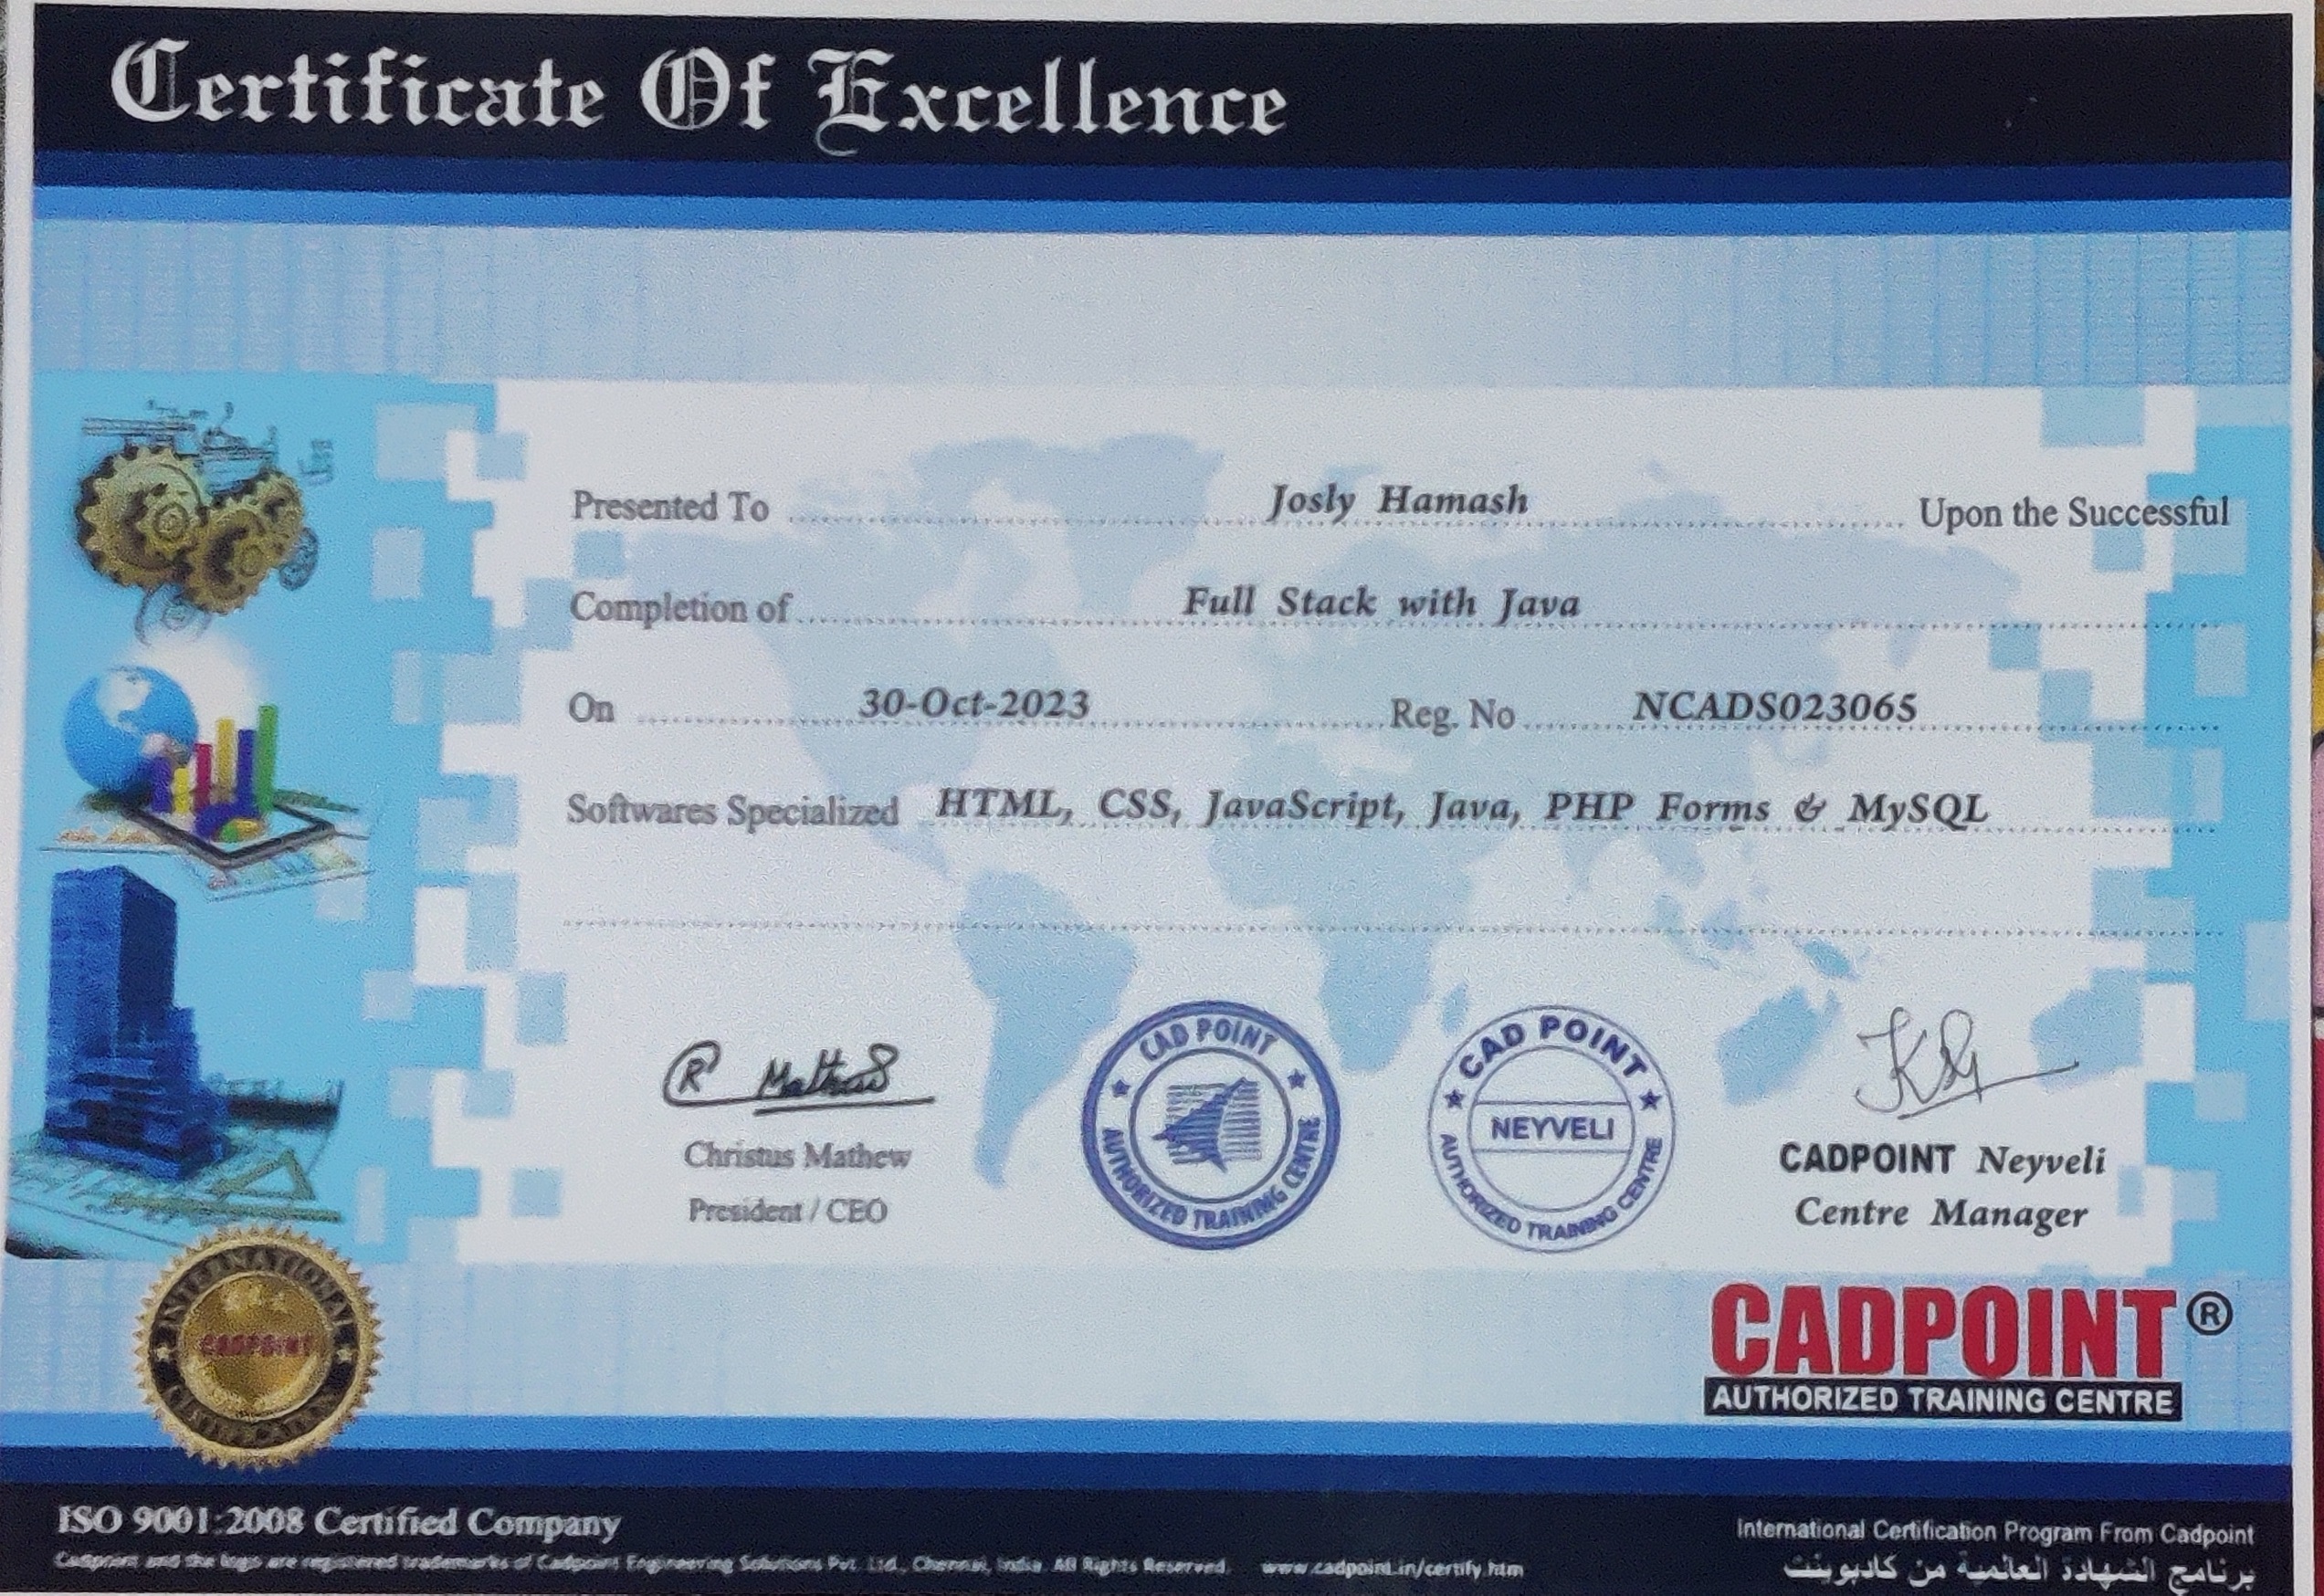 Certificate Of Excellence
Presented To Josly Hamash Upon the Successful
Completion of Full Stack with Java
On 30-Oct-2023 Reg. No NCADS023065
Softwares Specialized HTML, CSS, JavaScript, Java, PHP Forms & MySQL
R Mathew
Christus Mathew
President / CEO
CAD POINT
AUTHORIZED TRAINING CENTRE
CAD POINT
NEYVELI
AUTHORIZED TRAINING CENTRE
CADPOINT Neyveli
Centre Manager
INTERNATIONAL
CADPOINT
CERTIFICATION
CADPOINT®
AUTHORIZED TRAINING CENTRE
ISO 9001:2008 Certified Company
Cadpoint and the logo are registered trademarks of Cadpoint Engineering Solutions Pvt. Ltd., Chennai, India. All Rights Reserved. www.cadpoint.in/certify.htm
International Certification Program From Cadpoint
برنامج الشهادة العالمية من كادبوينت